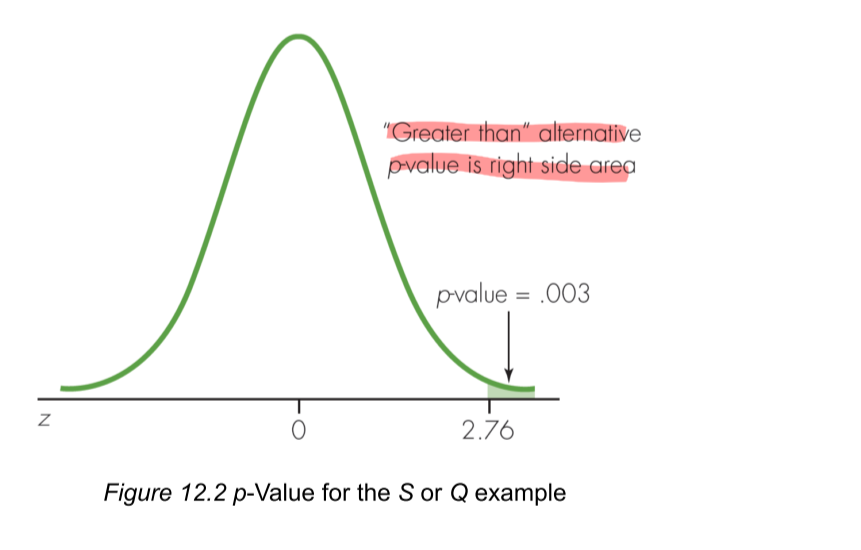 “Greater than” alternative
p-value is right side area
p-value = .003
z
0
2.76
Figure 12.2 p-Value for the S or Q example